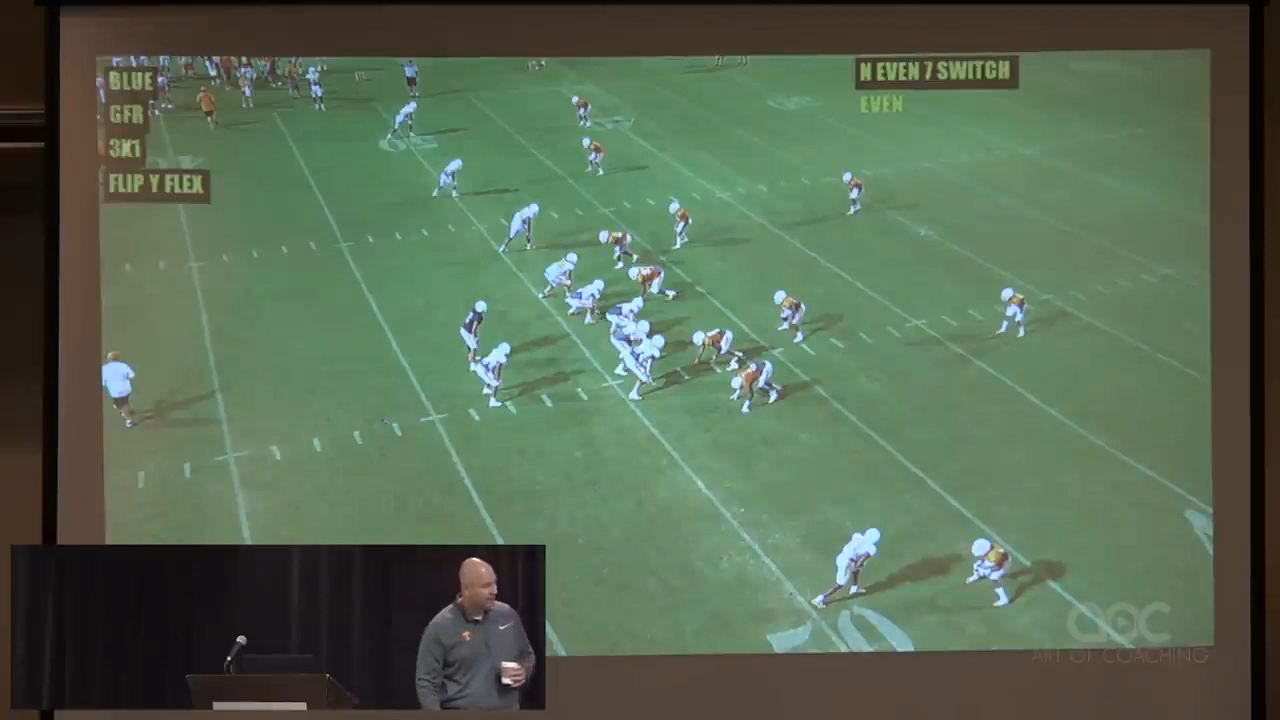 BLUE
GFR
3X1
FLIP Y FLEX
N EVEN 7 SWITCH
EVEN
AOC
ART OF COACHING